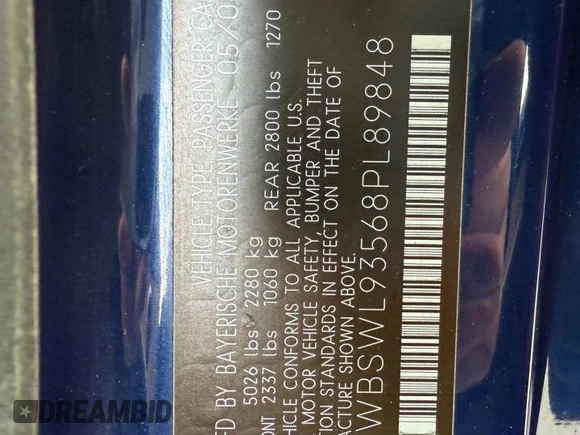 VEHICLE TYPE: PASSENGER CA
D BY BAYERISCHE MOTORENWERKE 05/0
5026 lbs 2280 kg
ONT 2337 lbs 1060 kg REAR 2800 lbs 1270
HICLE CONFORMS TO ALL APPLICABLE U.S.
MOTOR VEHICLE SAFETY, BUMPER AND THEFT
TION STANDARDS IN EFFECT ON THE DATE OF
FACTURE SHOWN ABOVE.
WBSWL93568PL89848
DREAMBID